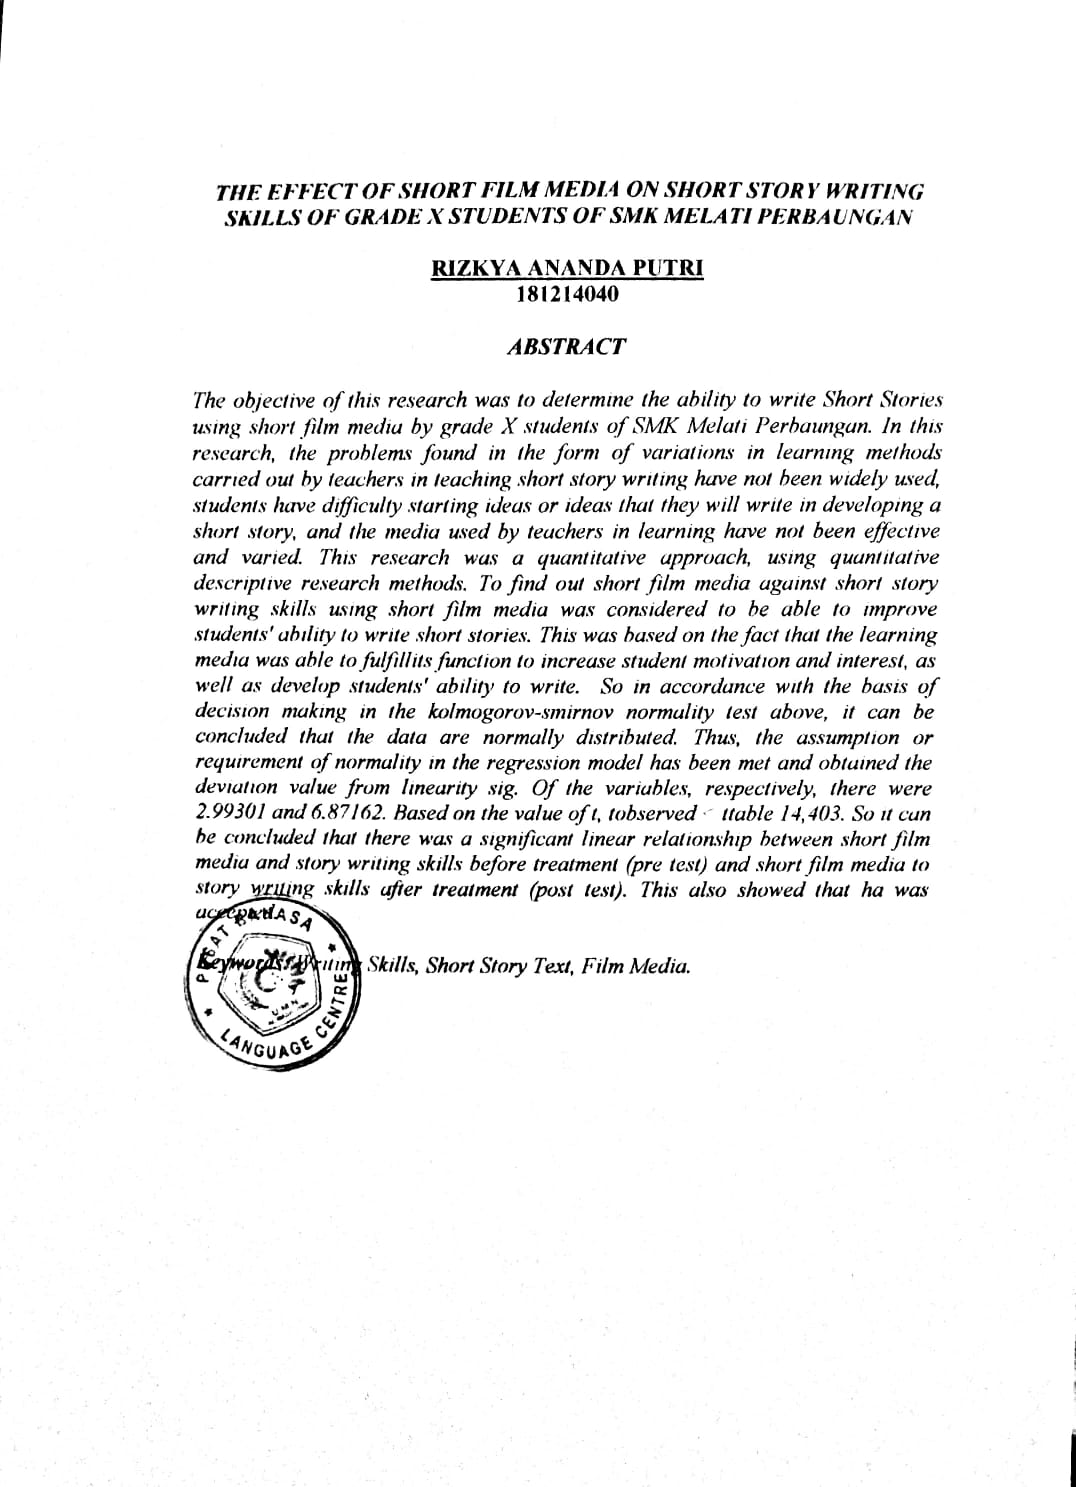 THE EFFECT OF SHORT FILM MEDIA ON SHORT STORY WRITING
SKILLS OF GRADE X STUDENTS OF SMK MELATI PERBAUNGAN
RIZKYA ANANDA PUTRI
181214040
ABSTRACT
The objective of this research was to determine the ability to write Short Stories
using short film media by grade X students of SMK Melati Perbaungan. In this
research, the problems found in the form of variations in learning methods
carried out by teachers in teaching short story writing have not been widely used,
students have difficulty starting ideas or ideas that they will write in developing a
short story, and the media used by teachers in learning have not been effective
and varied. This research was a quantitative approach, using quantitative
descriptive research methods. To find out short film media against short story
writing skills using short film media was considered to be able to improve
students' ability to write short stories. This was based on the fact that the learning
media was able to fulfillits function to increase student motivation and interest, as
well as develop students' ability to write. So in accordance with the basis of
decision making in the kolmogorov-smirnov normality test above, it can be
concluded that the data are normally distributed. Thus, the assumption or
requirement of normality in the regression model has been met and obtained the
deviation value from linearity sig. Of the variables, respectively, there were
2.99301 and 6.87162. Based on the value of t, tobserved ttable 14,403. So it can
be concluded that there was a significant linear relationship between short film
media and story writing skills before treatment (pre test) and short film media to
story writing skills after treatment (post test). This also showed that ha was
accepted.
Keywords: Writing Skills, Short Story Text, Film Media.
PUSAT BAHASA
UMN
LANGUAGE CENTRE